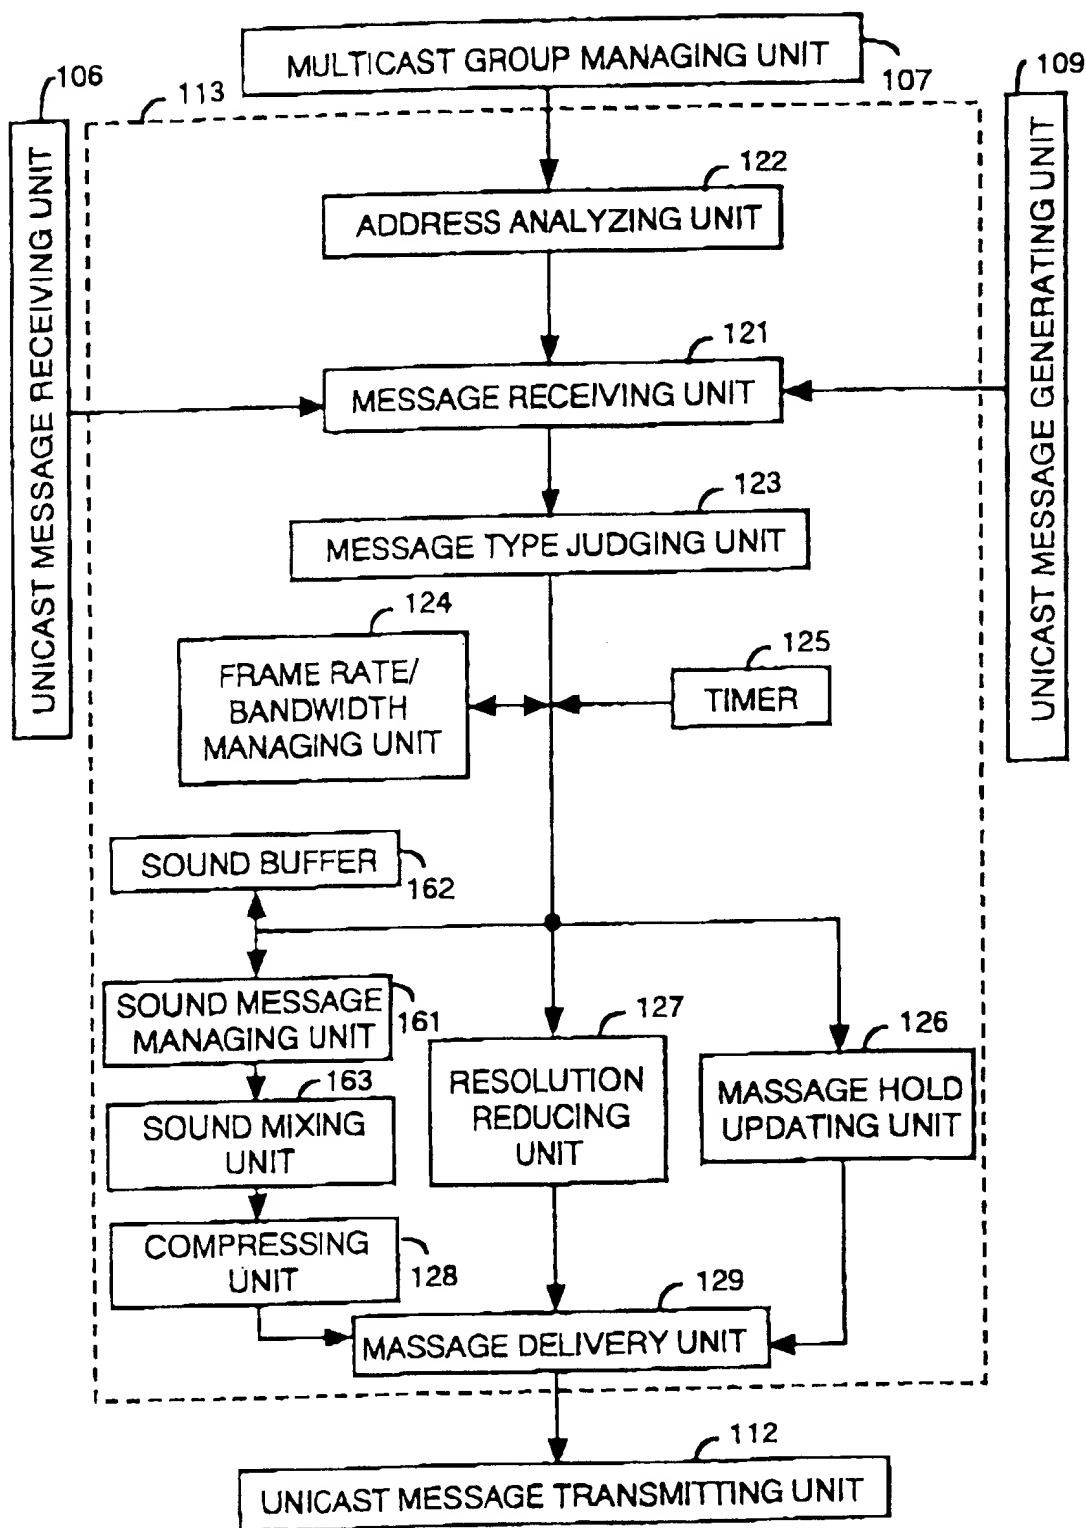 MULTICAST GROUP MANAGING UNIT
107
106
UNICAST MESSAGE RECEIVING UNIT
113
109
UNICAST MESSAGE GENERATING UNIT
122
ADDRESS ANALYZING UNIT
121
MESSAGE RECEIVING UNIT
123
MESSAGE TYPE JUDGING UNIT
124
FRAME RATE/
BANDWIDTH
MANAGING UNIT
125
TIMER
SOUND BUFFER
162
SOUND MESSAGE
MANAGING UNIT
161
163
SOUND MIXING
UNIT
COMPRESSING
UNIT
128
127
RESOLUTION
REDUCING
UNIT
126
MASSAGE HOLD
UPDATING UNIT
129
MASSAGE DELIVERY UNIT
112
UNICAST MESSAGE TRANSMITTING UNIT